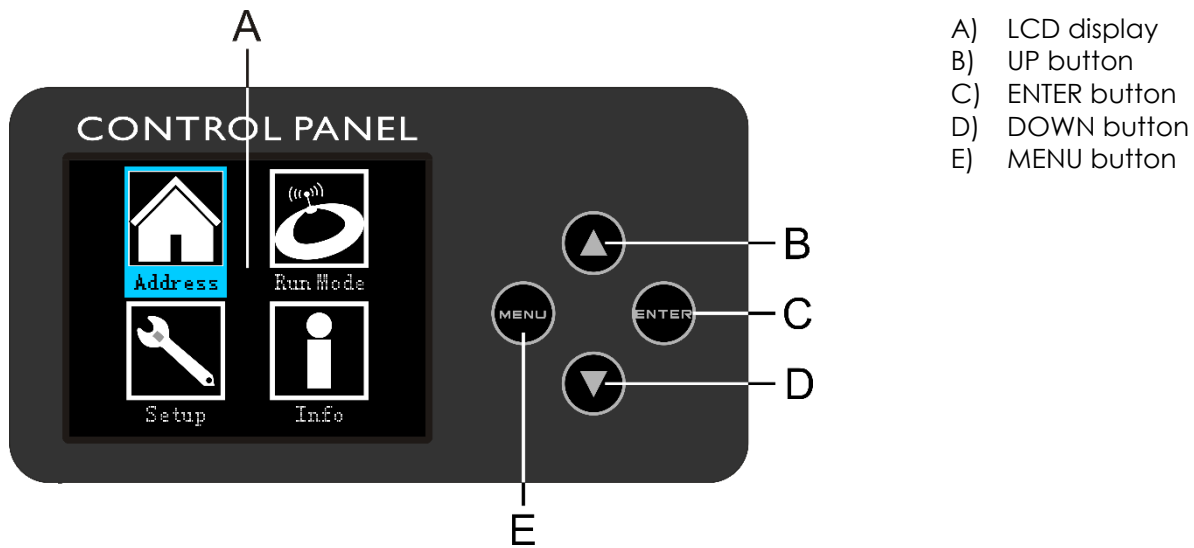 A
CONTROL PANEL
Address
Run Mode
Setup
Info
MENU
ENTER
B
C
D
E
A) LCD display
B) UP button
C) ENTER button
D) DOWN button
E) MENU button